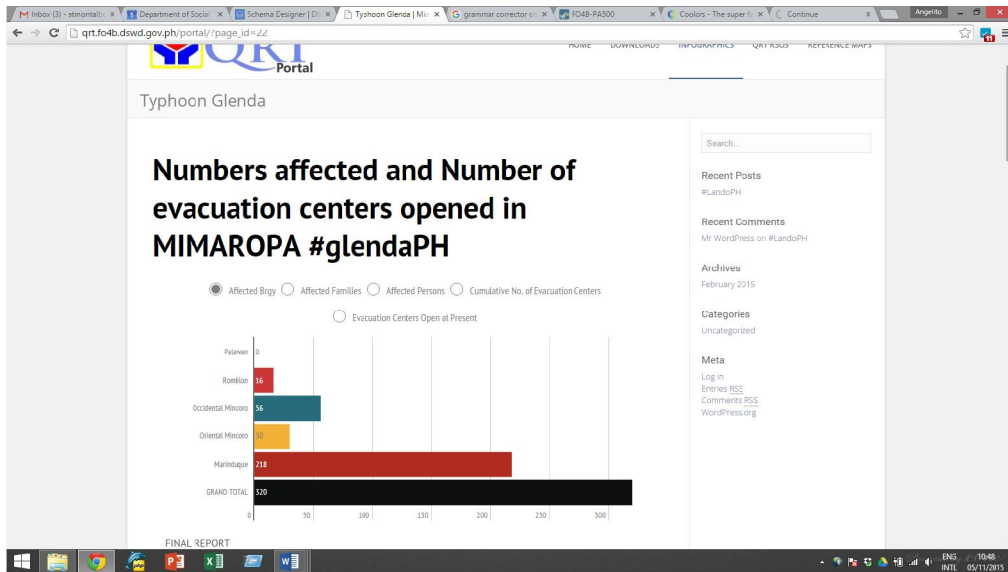 Inbox (3) - atmontalb
Department of Social
Schema Designer | Di
Typhoon Glenda | Min
grammar corrector on
FO4B-PA500
Coolors - The super f
Continue
Angelito
qrt.fo4b.dswd.gov.ph/portal/?page_id=22
QRT
Portal
HOME DOWNLOADS INFOGRAPHICS QRT RSOS REFERENCE MAPS
Typhoon Glenda
Search...
Numbers affected and Number of
evacuation centers opened in
MIMAROPA #glendaPH
Recent Posts
#LandoPH
Recent Comments
Mr WordPress on #LandoPH
Archives
February 2015
Categories
Uncategorized
Meta
Log in
Entries RSS
Comments RSS
WordPress.org
Affected Brgy Affected Families Affected Persons Cumulative No. of Evacuation Centers
Evacuation Centers Open at Present
Palawan 0
Romblon 16
Occidental Mindoro 56
Oriental Mindoro 30
Marinduque 218
GRAND TOTAL 320
0 50 100 150 200 250 300
FINAL REPORT
ENG 10:48
INTL 05/11/2015